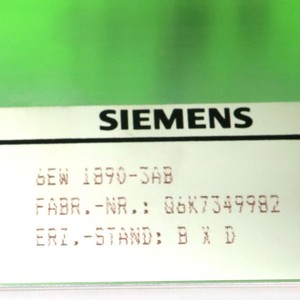 SIEMENS
6EW 1890-3AB
FABR.-NR.: Q6K7349982
ERZ.-STAND: B X D